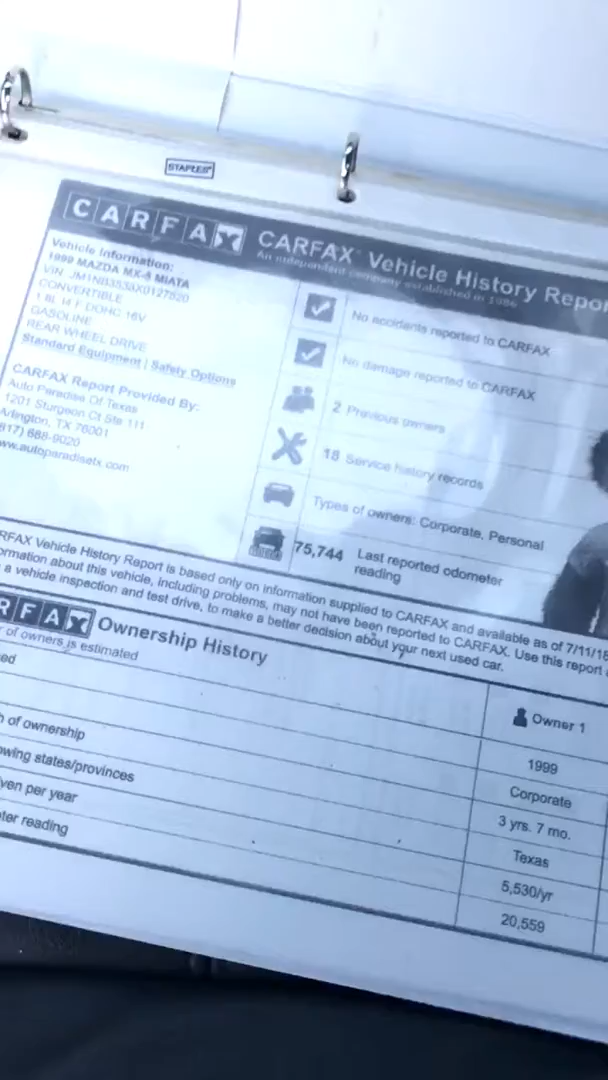 STAPLES
CARFAX
CARFAX Vehicle History Repor
An independent company established in 1986
Vehicle Information:
1999 MAZDA MX-5 MIATA
CONVERTIBLE
1.8L I4 F DOHC 16V
GASOLINE
REAR WHEEL DRIVE
Standard Equipment | Safety Options
CARFAX Report Provided By:
Auto Paradise Of Texas
1201 Sturgeon Ct Ste 111
Arlington, TX 76001
817) 688-9020
www.autoparadisetx.com
No accidents reported to CARFAX
No damage reported to CARFAX
2 Previous owners
18 Service history records
Types of owners: Corporate, Personal
75,744 Last reported odometer
reading
RFAX Vehicle History Report is based only on information supplied to CARFAX and available as of 7/11/18
ormation about this vehicle, including problems, may not have been reported to CARFAX. Use this report
a vehicle inspection and test drive, to make a better decision about your next used car.
RFAX Ownership History
r of owners is estimated
Owner 1
sed
1999
Corporate
h of ownership
3 yrs. 7 mo.
owing states/provinces
Texas
ven per year
5,530/yr
ter reading
20,559